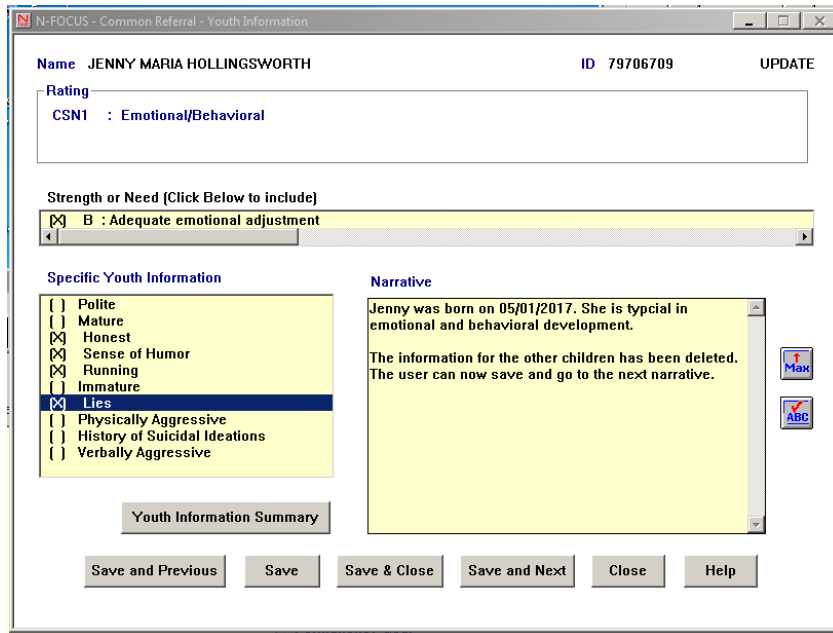 N-FOCUS - Common Referral - Youth Information
Name JENNY MARIA HOLLINGSWORTH ID 79706709 UPDATE
Rating
CSN1 : Emotional/Behavioral
Strength or Need (Click Below to include)
(X) B : Adequate emotional adjustment
Specific Youth Information
( ) Polite
( ) Mature
(X) Honest
(X) Sense of Humor
(X) Running
( ) Immature
(X) Lies
( ) Physically Aggressive
( ) History of Suicidal Ideations
( ) Verbally Aggressive
Narrative
Jenny was born on 05/01/2017. She is typcial in
emotional and behavioral development.
The information for the other children has been deleted.
The user can now save and go to the next narrative.
Max
ABC
Youth Information Summary
Save and Previous Save Save & Close Save and Next Close Help